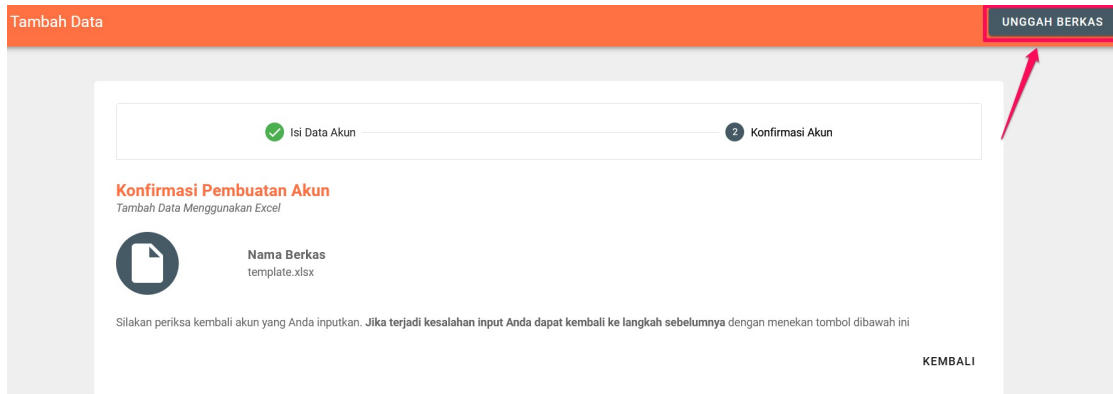 Tambah Data
UNGGAH BERKAS
Isi Data Akun
2 Konfirmasi Akun
Konfirmasi Pembuatan Akun
Tambah Data Menggunakan Excel
Nama Berkas
template.xlsx
Silakan periksa kembali akun yang Anda inputkan. Jika terjadi kesalahan input Anda dapat kembali ke langkah sebelumnya dengan menekan tombol dibawah ini
KEMBALI